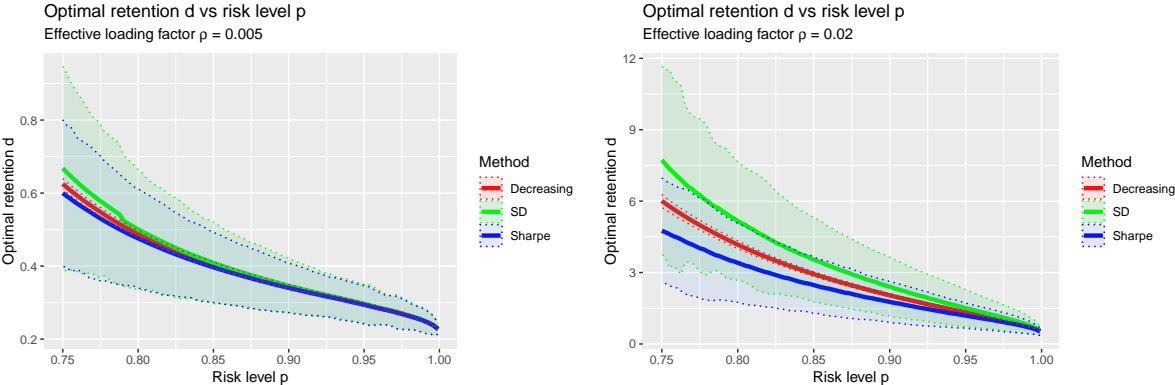 Optimal retention d vs risk level p
Effective loading factor ρ = 0.005
Optimal retention d
0.8
0.6
0.4
0.2
0.75
0.80
0.85
0.90
0.95
1.00
Risk level p
Method
Decreasing
SD
Sharpe
Optimal retention d vs risk level p
Effective loading factor ρ = 0.02
Optimal retention d
12
9
6
3
0
0.75
0.80
0.85
0.90
0.95
1.00
Risk level p
Method
Decreasing
SD
Sharpe